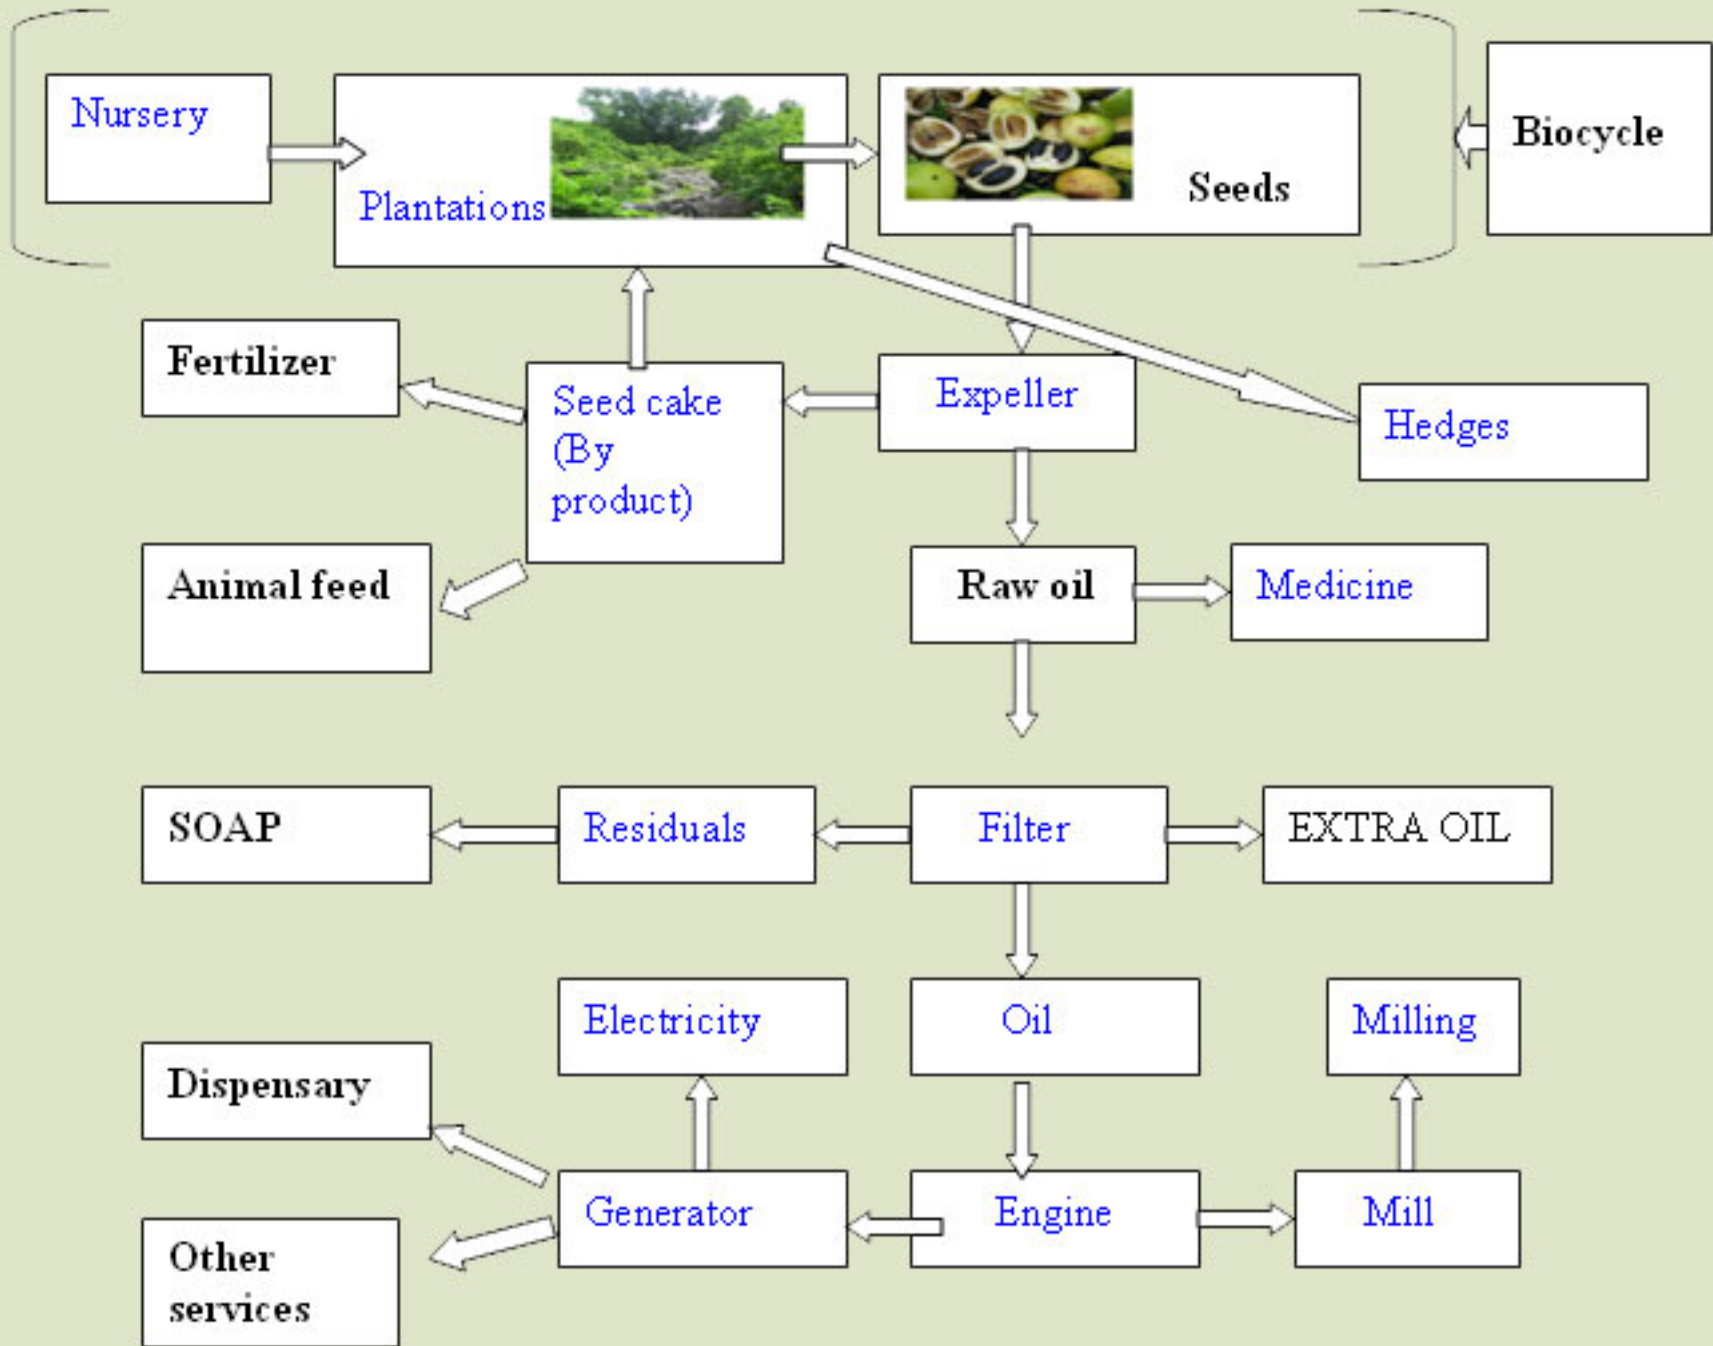 Nursery
Plantations
Seeds
Biocycle
Fertilizer
Seed cake
(By
product)
Expeller
Hedges
Animal feed
Raw oil
Medicine
SOAP
Residuals
Filter
EXTRA OIL
Electricity
Oil
Milling
Dispensary
Generator
Engine
Mill
Other
services